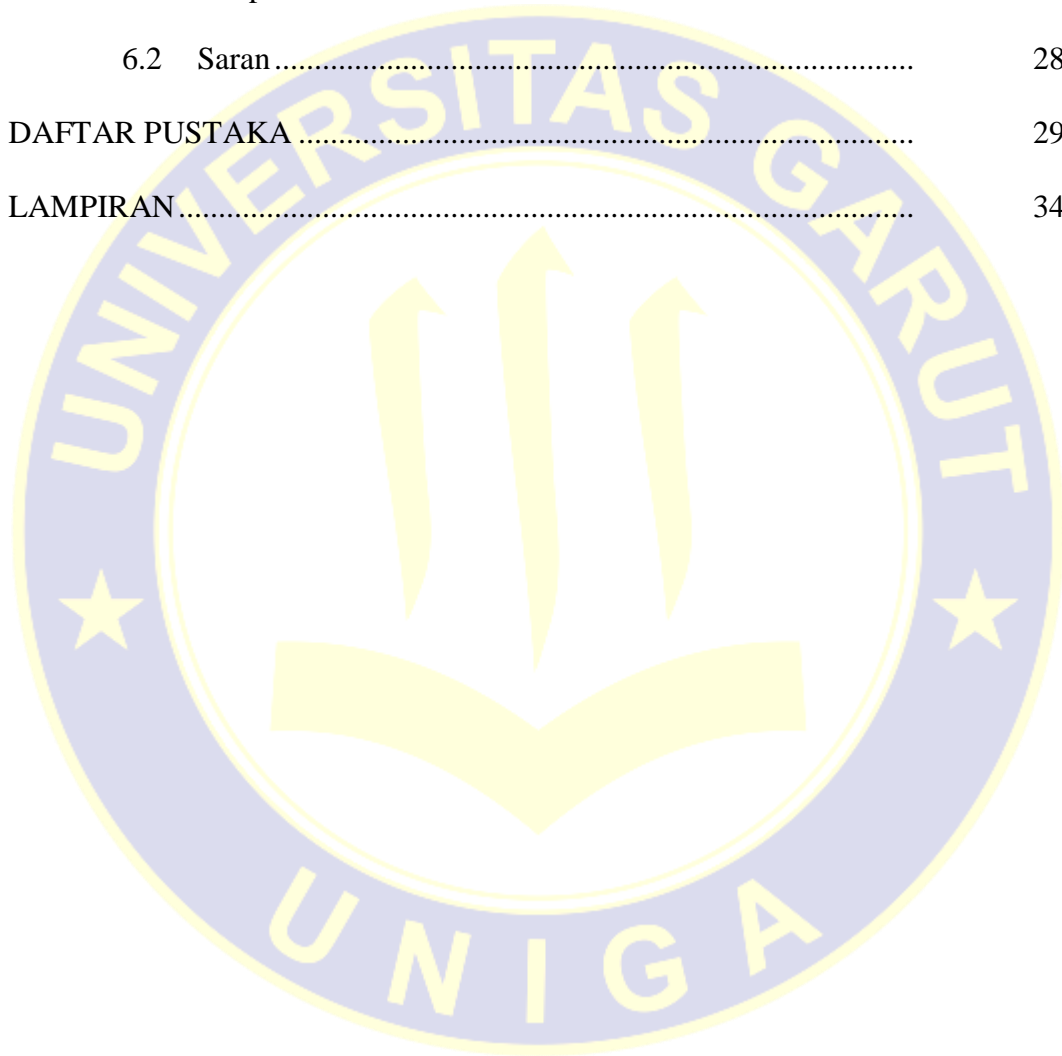 6.2 Saran........................................................................ 28
DAFTAR PUSTAKA ..................................................................... 29
LAMPIRAN................................................................................. 34
UNIVERSITAS GARUT
UNIGA